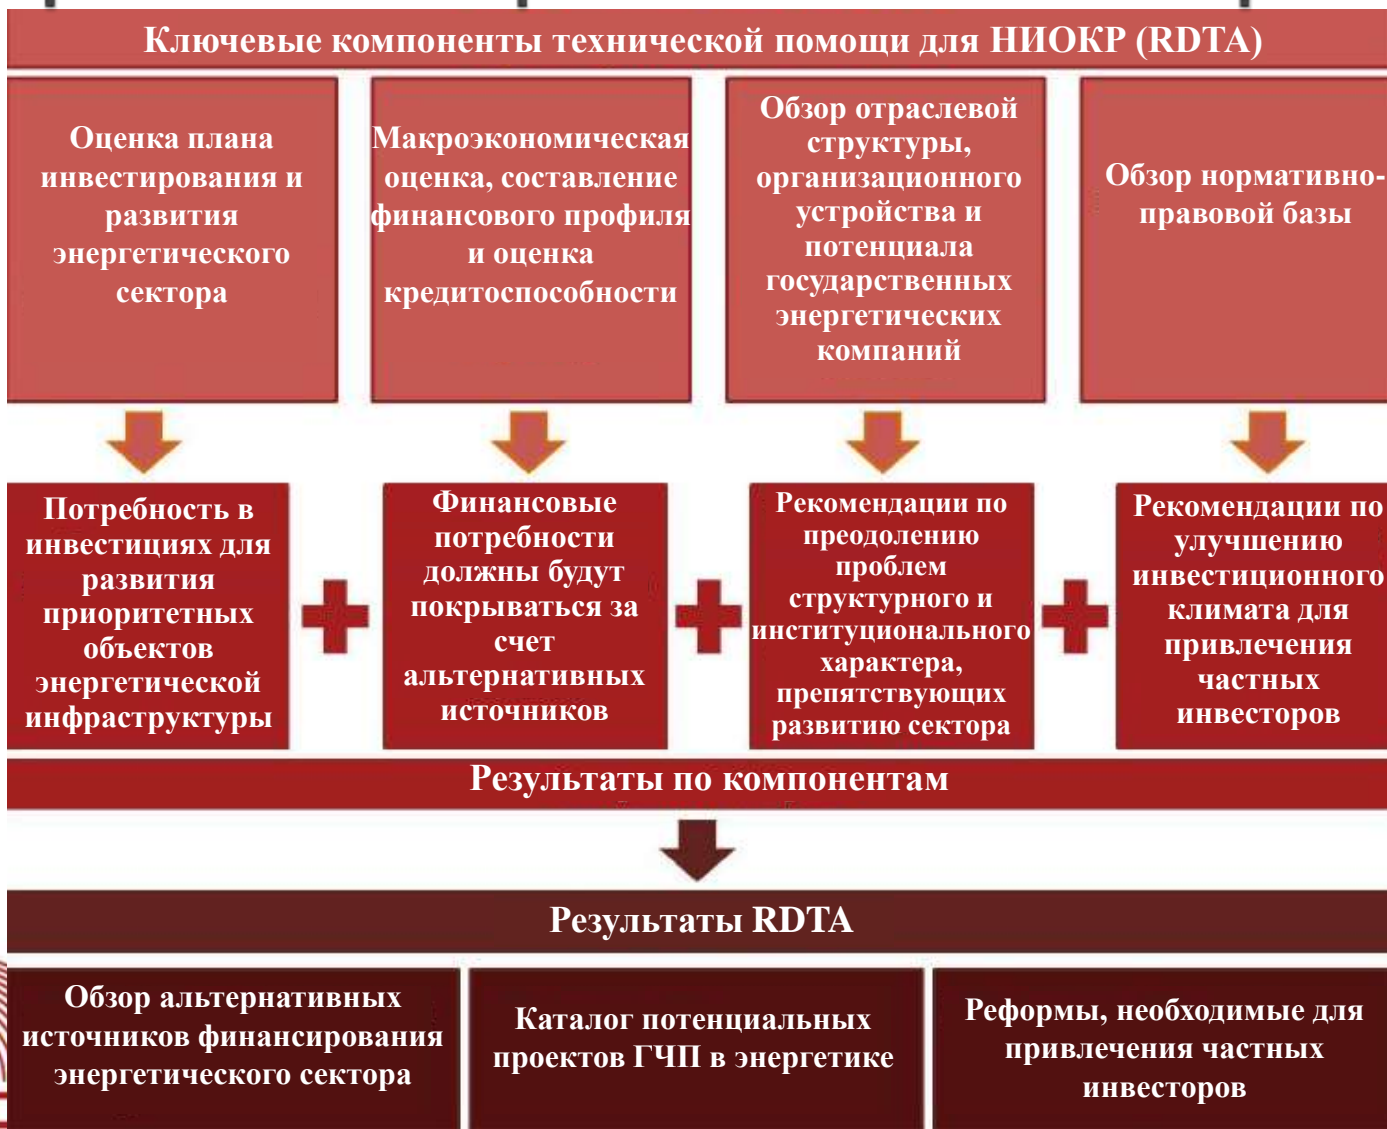 Ключевые компоненты технической помощи для НИОКР (RDTA)
Оценка плана
инвестирования и
развития
энергетического
сектора
Макроэкономическая
оценка, составление
финансового профиля
и оценка
кредитоспособности
Обзор отраслевой
структуры,
организационного
устройства и
потенциала
государственных
энергетических
компаний
Обзор нормативно-
правовой базы
Потребность в
инвестициях для
развития
приоритетных
объектов
энергетической
инфраструктуры
Финансовые
потребности
должны будут
покрываться за
счет
альтернативных
источников
Рекомендации по
преодолению
проблем
структурного и
институционального
характера,
препятствующих
развитию сектора
Рекомендации по
улучшению
инвестиционного
климата для
привлечения
частных
инвесторов
Результаты по компонентам
Результаты RDTA
Обзор альтернативных
источников финансирования
энергетического сектора
Каталог потенциальных
проектов ГЧП в энергетике
Реформы, необходимые для
привлечения частных
инвесторов